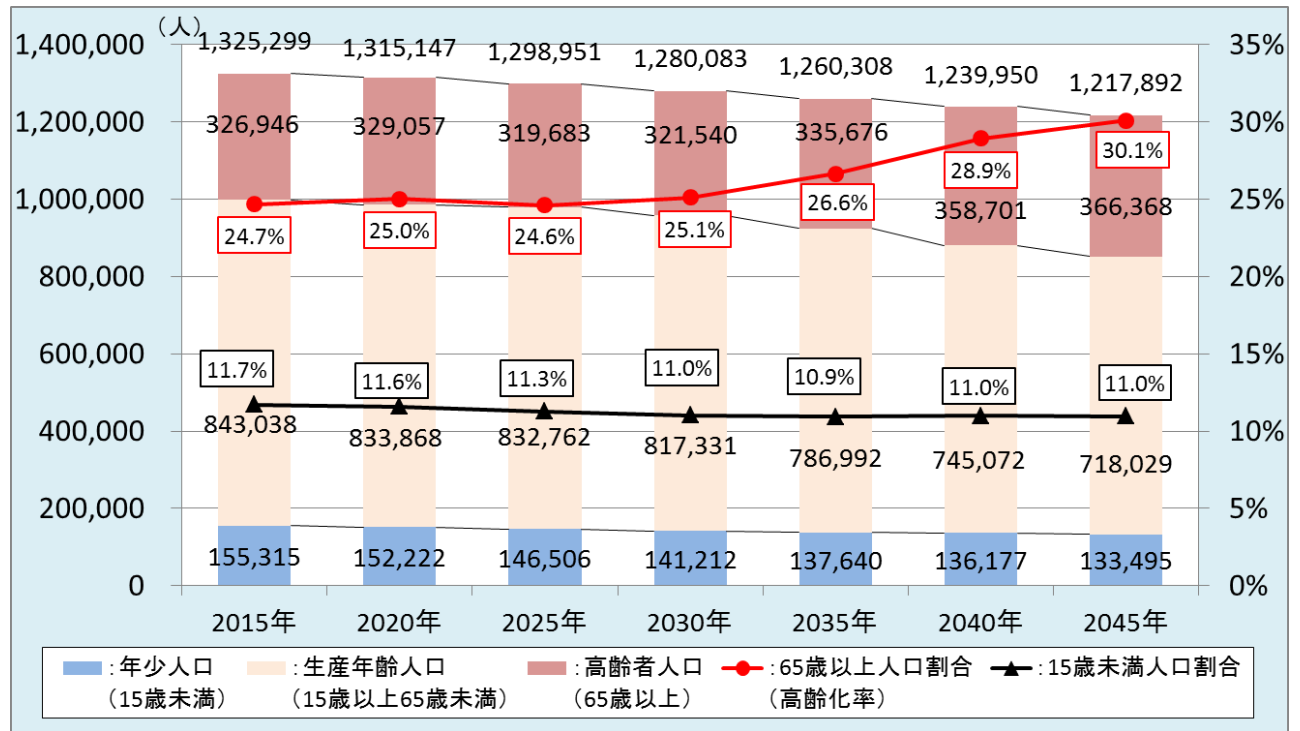 （人）
1,400,000
1,200,000
1,000,000
800,000
600,000
400,000
200,000
0
35%
30%
25%
20%
15%
10%
5%
0%
1,325,299 1,315,147 1,298,951 1,280,083 1,260,308 1,239,950 1,217,892
326,946 329,057 319,683 321,540 335,676 358,701 366,368
24.7% 25.0% 24.6% 25.1% 26.6% 28.9% 30.1%
11.7% 11.6% 11.3% 11.0% 10.9% 11.0% 11.0%
843,038 833,868 832,762 817,331 786,992 745,072 718,029
155,315 152,222 146,506 141,212 137,640 136,177 133,495
2015年 2020年 2025年 2030年 2035年 2040年 2045年
：年少人口 ：生産年齢人口 ：高齢者人口 ：65歳以上人口割合 ：15歳未満人口割合
（15歳未満） （15歳以上65歳未満） （65歳以上） （高齢化率）